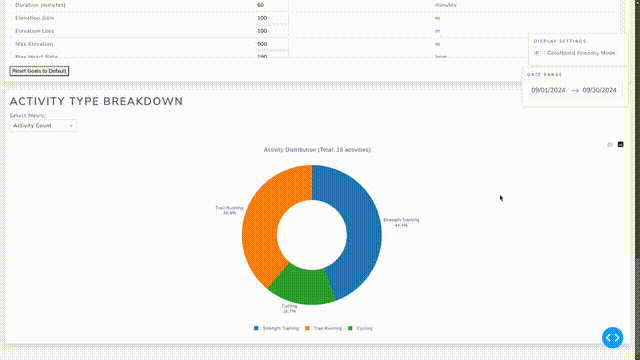 Duration (minutes) 60 minutes
Elevation Gain 100 m
Elevation Loss 100 m
Max Elevation 500 m
Max Heart Rate 180 bpm
Reset Goals to Default
DISPLAY SETTINGS
Colorblind Friendly Mode
DATE RANGE
09/01/2024 → 09/30/2024
ACTIVITY TYPE BREAKDOWN
Select Metric:
Activity Count
Activity Distribution (Total: 18 activities)
Trail Running
38.9%
Strength Training
44.4%
Cycling
16.7%
Strength Training Trail Running Cycling